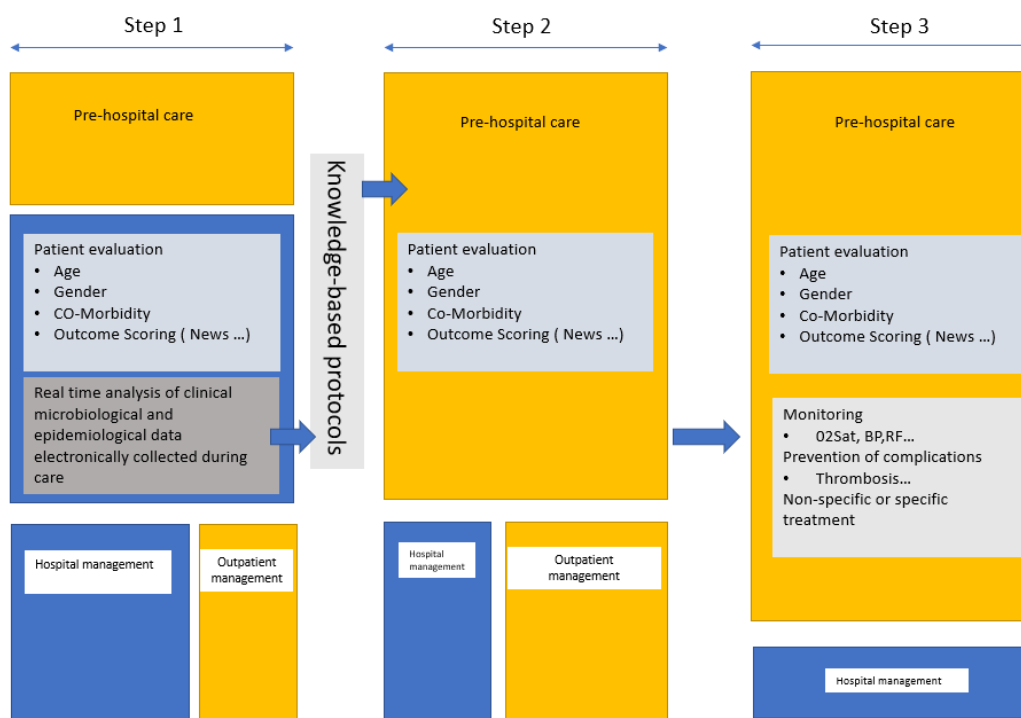 Step 1
Pre-hospital care
Patient evaluation
• Age
• Gender
• CO-Morbidity
• Outcome Scoring ( News ...)
Real time analysis of clinical
microbiological and
epidemiological data
electronically collected during
care
Hospital management
Outpatient
management
Knowledge-based protocols
Step 2
Pre-hospital care
Patient evaluation
• Age
• Gender
• Co-Morbidity
• Outcome Scoring ( News ...)
Hospital
management
Outpatient
management
Step 3
Pre-hospital care
Patient evaluation
• Age
• Gender
• Co-Morbidity
• Outcome Scoring ( News ...)
Monitoring
• 02Sat, BP,RF...
Prevention of complications
• Thrombosis...
Non-specific or specific
treatment
Hospital management